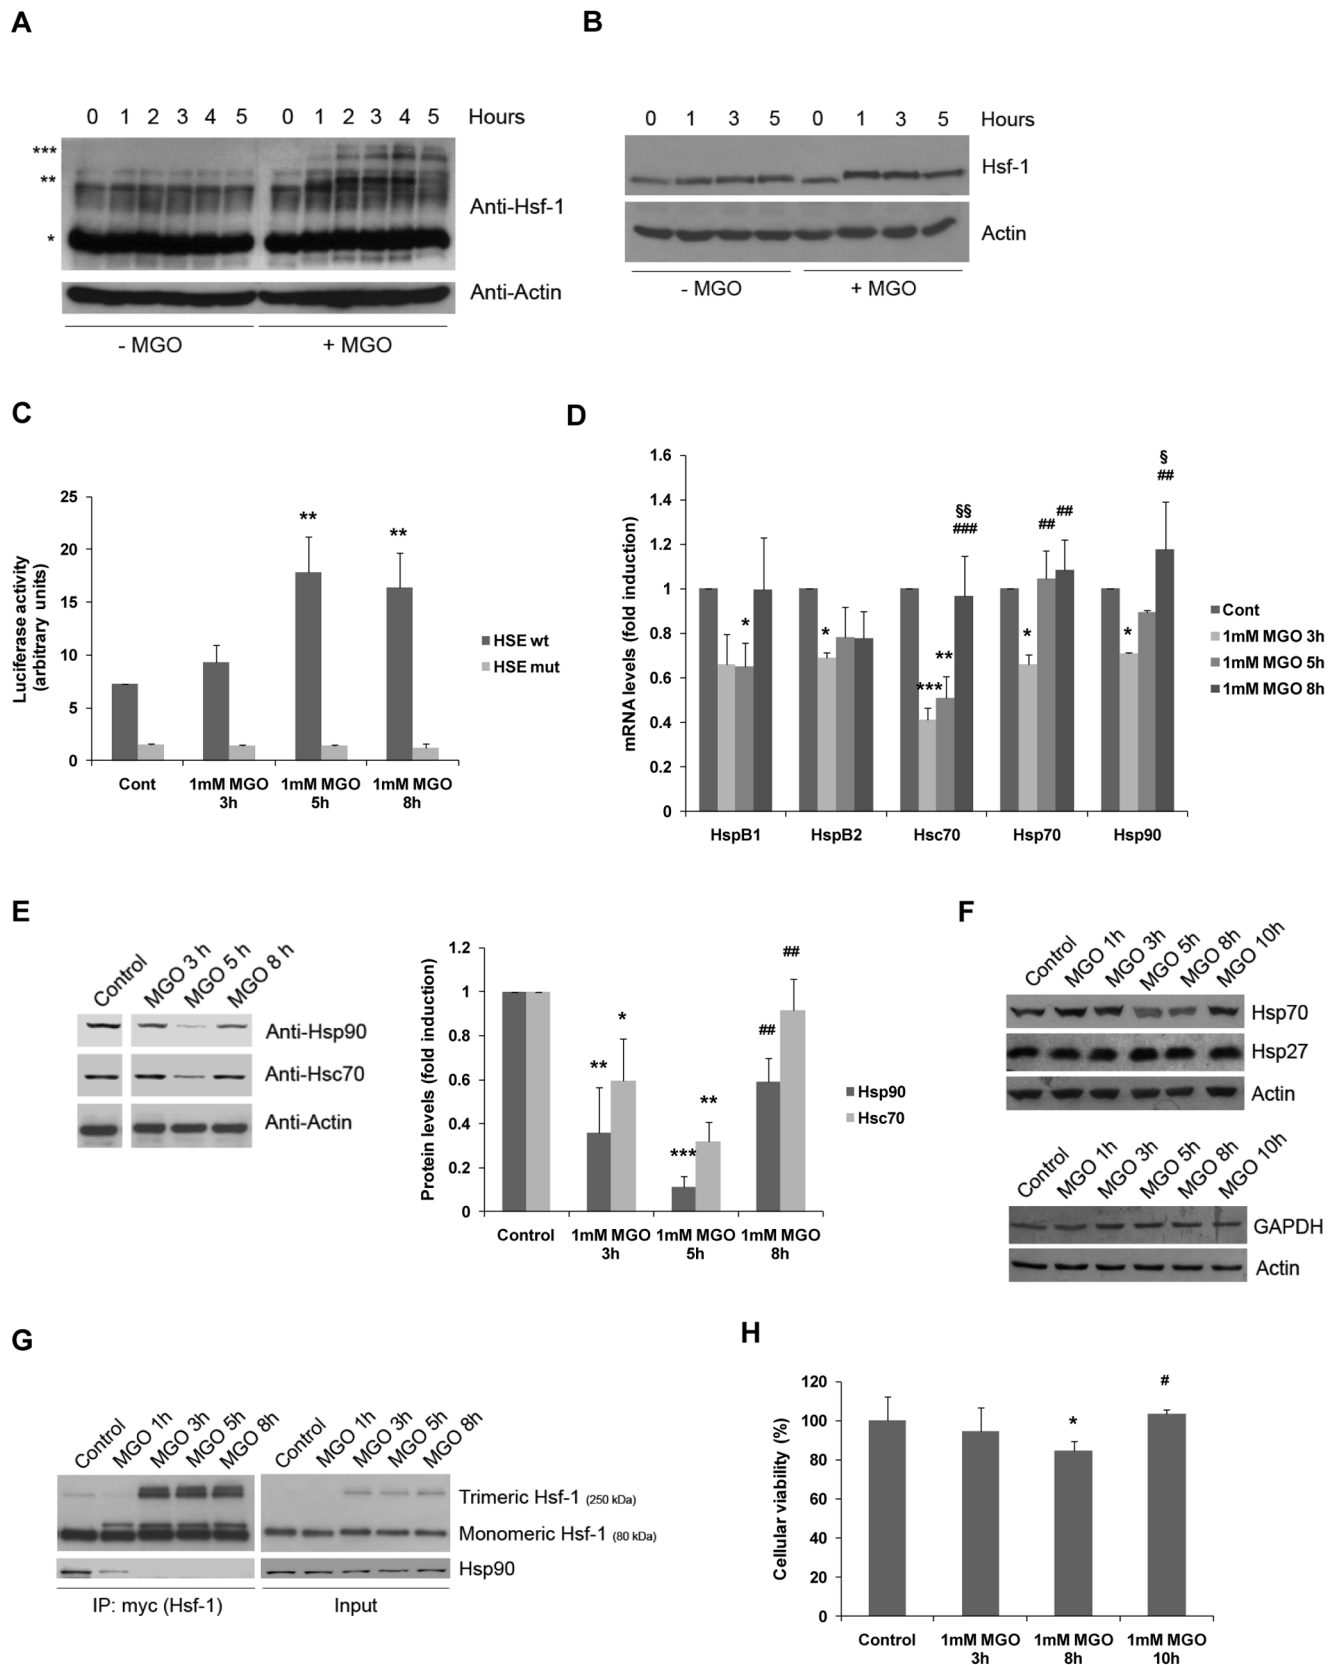 A
0 1 2 3 4 5 0 1 2 3 4 5 Hours
***
**
*
Anti-Hsf-1
Anti-Actin
- MGO + MGO
B
0 1 3 5 0 1 3 5 Hours
Hsf-1
Actin
- MGO + MGO
C
Luciferase activity
(arbitrary units)
25
20
15
10
5
0
**
**
Cont 1mM MGO 3h 1mM MGO 5h 1mM MGO 8h
HSE wt
HSE mut
D
mRNA levels (fold induction)
1.6
1.4
1.2
1
0.8
0.6
0.4
0.2
0
*
*
***
**
§§
###
*
##
##
*
§
##
HspB1 HspB2 Hsc70 Hsp70 Hsp90
Cont
1mM MGO 3h
1mM MGO 5h
1mM MGO 8h
E
Control MGO 3 h MGO 5 h MGO 8 h
Anti-Hsp90
Anti-Hsc70
Anti-Actin
Protein levels (fold induction)
1.2
1
0.8
0.6
0.4
0.2
0
**
*
***
**
##
##
Control 1mM MGO 3h 1mM MGO 5h 1mM MGO 8h
Hsp90
Hsc70
F
Control MGO 1h MGO 3h MGO 5h MGO 8h MGO 10h
Hsp70
Hsp27
Actin
Control MGO 1h MGO 3h MGO 5h MGO 8h MGO 10h
GAPDH
Actin
G
Control MGO 1h MGO 3h MGO 5h MGO 8h Control MGO 1h MGO 3h MGO 5h MGO 8h
Trimeric Hsf-1 (250 kDa)
Monomeric Hsf-1 (80 kDa)
Hsp90
IP: myc (Hsf-1) Input
H
Cellular viability (%)
120
100
80
60
40
20
0
*
#
Control 1mM MGO 3h 1mM MGO 8h 1mM MGO 10h